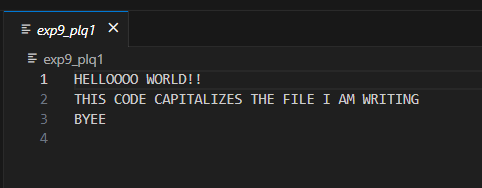 exp9_plq1
exp9_plq1
1 HELLOOOO WORLD!!
2 THIS CODE CAPITALIZES THE FILE I AM WRITING
3 BYEE
4